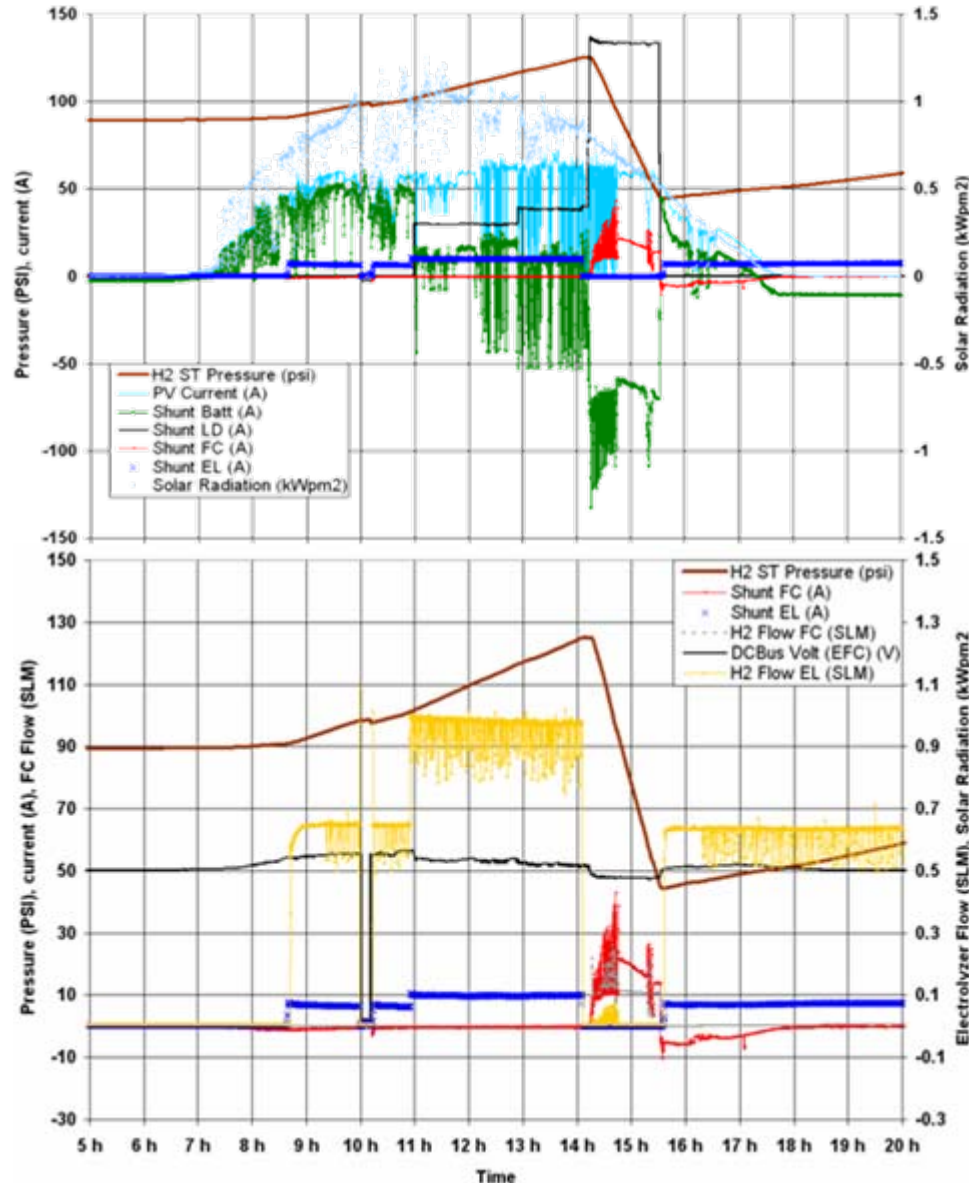 150
100
50
0
-50
-100
-150
1.5
1
0.5
0
-0.5
-1
-1.5
Pressure (PSI), current (A)
solar Radiation (kWpm2)
H2 ST Pressure (psi)
PV Current (A)
Shunt Batt (A)
Shunt LD (A)
Shunt FC (A)
Shunt EL (A)
Solar Radiation (kWpm2)
150
130
110
90
70
50
30
10
-10
-30
1.5
1.3
1.1
0.9
0.7
0.5
0.3
0.1
-0.1
-0.3
Pressure (PSI), current (A), FC Flow (SLM)
Electrolyzer Flow (SLM), Solar Radiation (kWpm2
H2 ST Pressure (psi)
Shunt FC (A)
Shunt EL (A)
H2 Flow FC (SLM)
DCBus Volt (EFC) (V)
H2 Flow EL (SLM)
5 h 6 h 7 h 8 h 9 h 10 h 11 h 12 h 13 h 14 h 15 h 16 h 17 h 18 h 19 h 20 h
Time